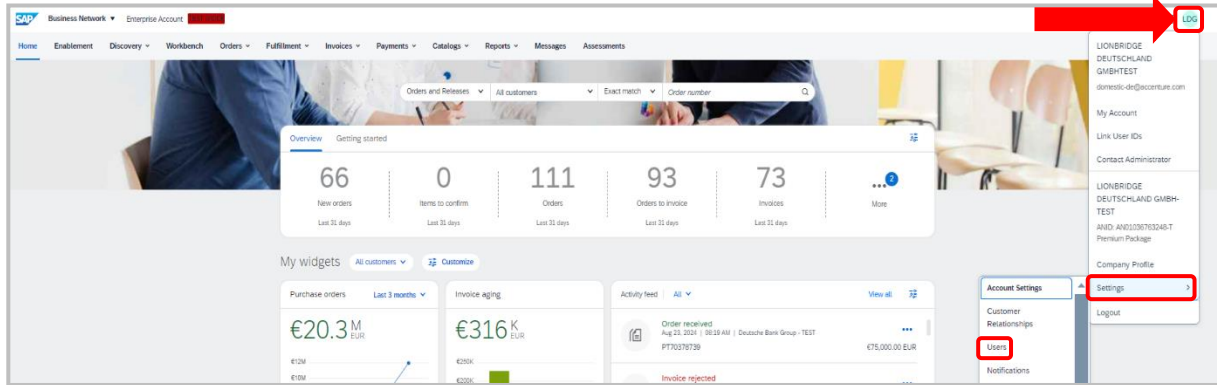 SAP Business Network Enterprise Account
LDG
Home Enablement Discovery Workbench Orders Fulfillment Invoices Payments Catalogs Reports Messages Assessments
Orders and Releases All customers Exact match Order number
Overview Getting started
66 0 111 93 73 ... 2
New orders Items to confirm Orders Orders to invoice Invoices More
Last 31 days Last 31 days Last 31 days Last 31 days Last 31 days
My widgets All customers Customize
Purchase orders Last 3 months
€20.3 M EUR
€12M
€10M
Invoice aging
€316 K EUR
€250K
€200K
Activity feed All View all
Order received
Aug 23, 2024 | 08:19 AM | Deutsche Bank Group - TEST
PT70378739 €75,000.00 EUR
Invoice rejected
LIONBRIDGE
DEUTSCHLAND
GMBHTEST
domestic-de@accenture.com
My Account
Link User IDs
Contact Administrator
LIONBRIDGE
DEUTSCHLAND GMBH-
TEST
ANID: AN01036763248-T
Premium Package
Company Profile
Settings
Logout
Account Settings
Customer
Relationships
Users
Notifications